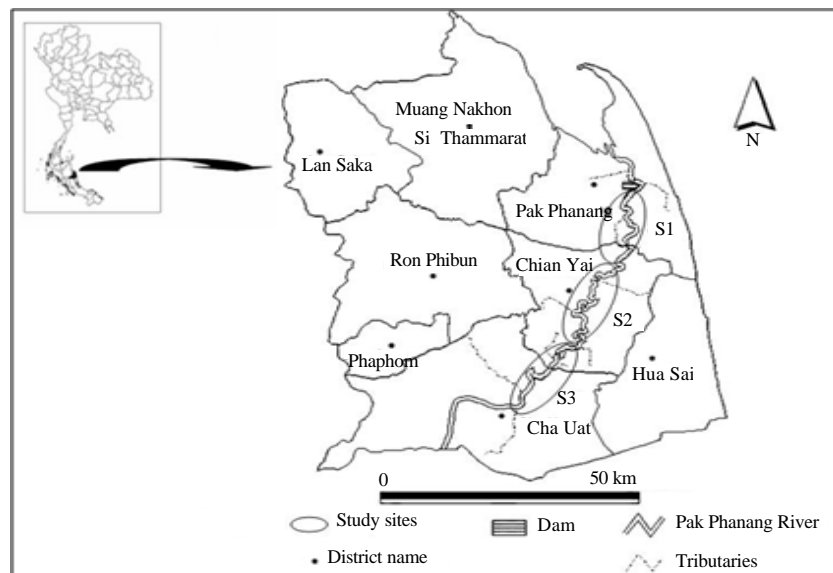 Muang Nakhon
Si Thammarat
Lan Saka
N
Pak Phanang
S1
Ron Phibun
Chian Yai
S2
Phaphom
Hua Sai
S3
Cha Uat
0 50 km
Study sites
Dam
Pak Phanang River
District name
Tributaries